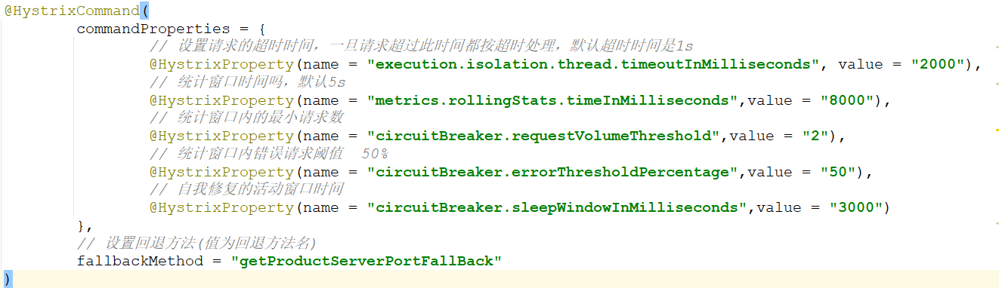 @HystrixCommand(
commandProperties = {
// 设置请求的超时时间，一旦请求超过此时间都按超时处理，默认超时时间是1s
@HystrixProperty(name = "execution.isolation.thread.timeoutInMilliseconds", value = "2000"),
// 统计窗口时间吗，默认5s
@HystrixProperty(name = "metrics.rollingStats.timeInMilliseconds",value = "8000"),
// 统计窗口内的最小请求数
@HystrixProperty(name = "circuitBreaker.requestVolumeThreshold",value = "2"),
// 统计窗口内错误请求阈值  50%
@HystrixProperty(name = "circuitBreaker.errorThresholdPercentage",value = "50"),
// 自我修复的活动窗口时间
@HystrixProperty(name = "circuitBreaker.sleepWindowInMilliseconds",value = "3000")
},
// 设置回退方法(值为回退方法名)
fallbackMethod = "getProductServerPortFallBack"
)